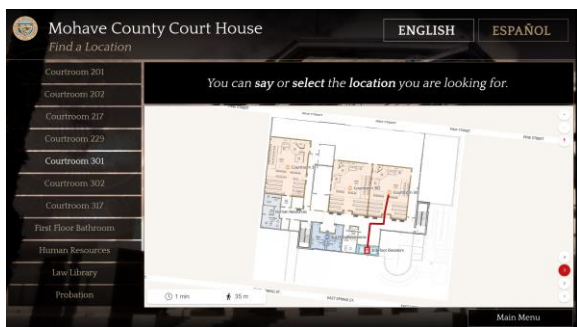 Mohave County Court House
Find a Location
ENGLISH
ESPAÑOL
You can say or select the location you are looking for.
Courtroom 201
Courtroom 202
Courtroom 217
Courtroom 229
Courtroom 301
Courtroom 302
Courtroom 317
First Floor Bathroom
Human Resources
Law Library
Probation
1 min
35 m
Main Menu